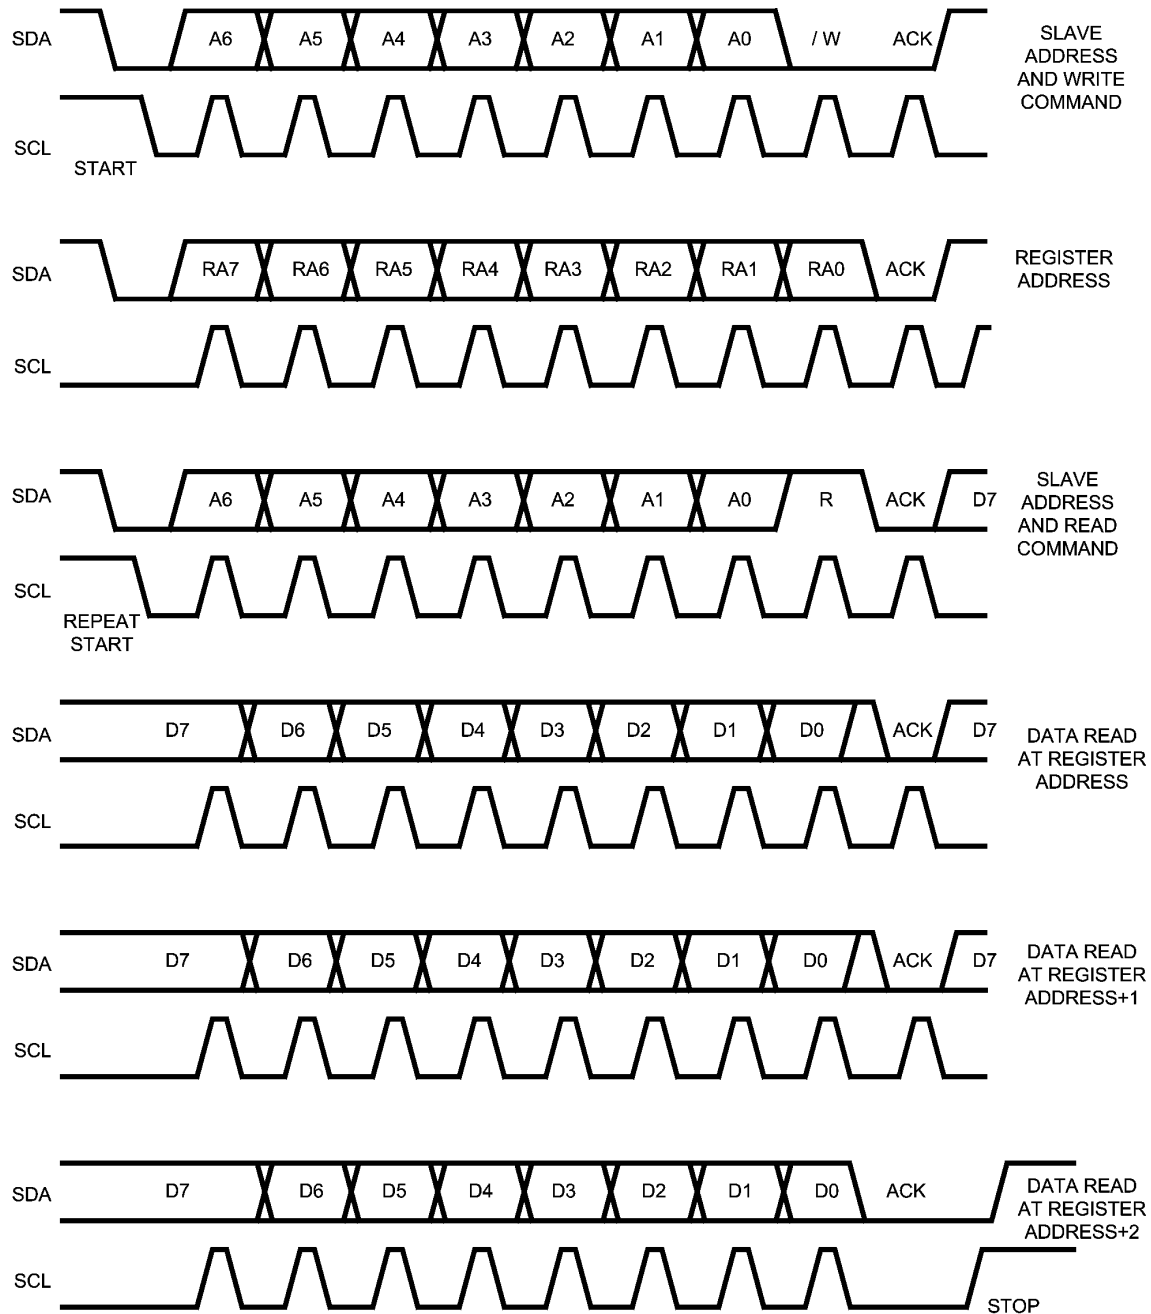 SDA A6 A5 A4 A3 A2 A1 A0 / W ACK
SLAVE
ADDRESS
AND WRITE
COMMAND
SCL
START
SDA RA7 RA6 RA5 RA4 RA3 RA2 RA1 RA0 ACK
REGISTER
ADDRESS
SCL
SDA A6 A5 A4 A3 A2 A1 A0 R ACK D7
SLAVE
ADDRESS
AND READ
COMMAND
SCL
REPEAT
START
SDA D7 D6 D5 D4 D3 D2 D1 D0 ACK D7
DATA READ
AT REGISTER
ADDRESS
SCL
SDA D7 D6 D5 D4 D3 D2 D1 D0 ACK D7
DATA READ
AT REGISTER
ADDRESS+1
SCL
SDA D7 D6 D5 D4 D3 D2 D1 D0 ACK
DATA READ
AT REGISTER
ADDRESS+2
SCL
STOP